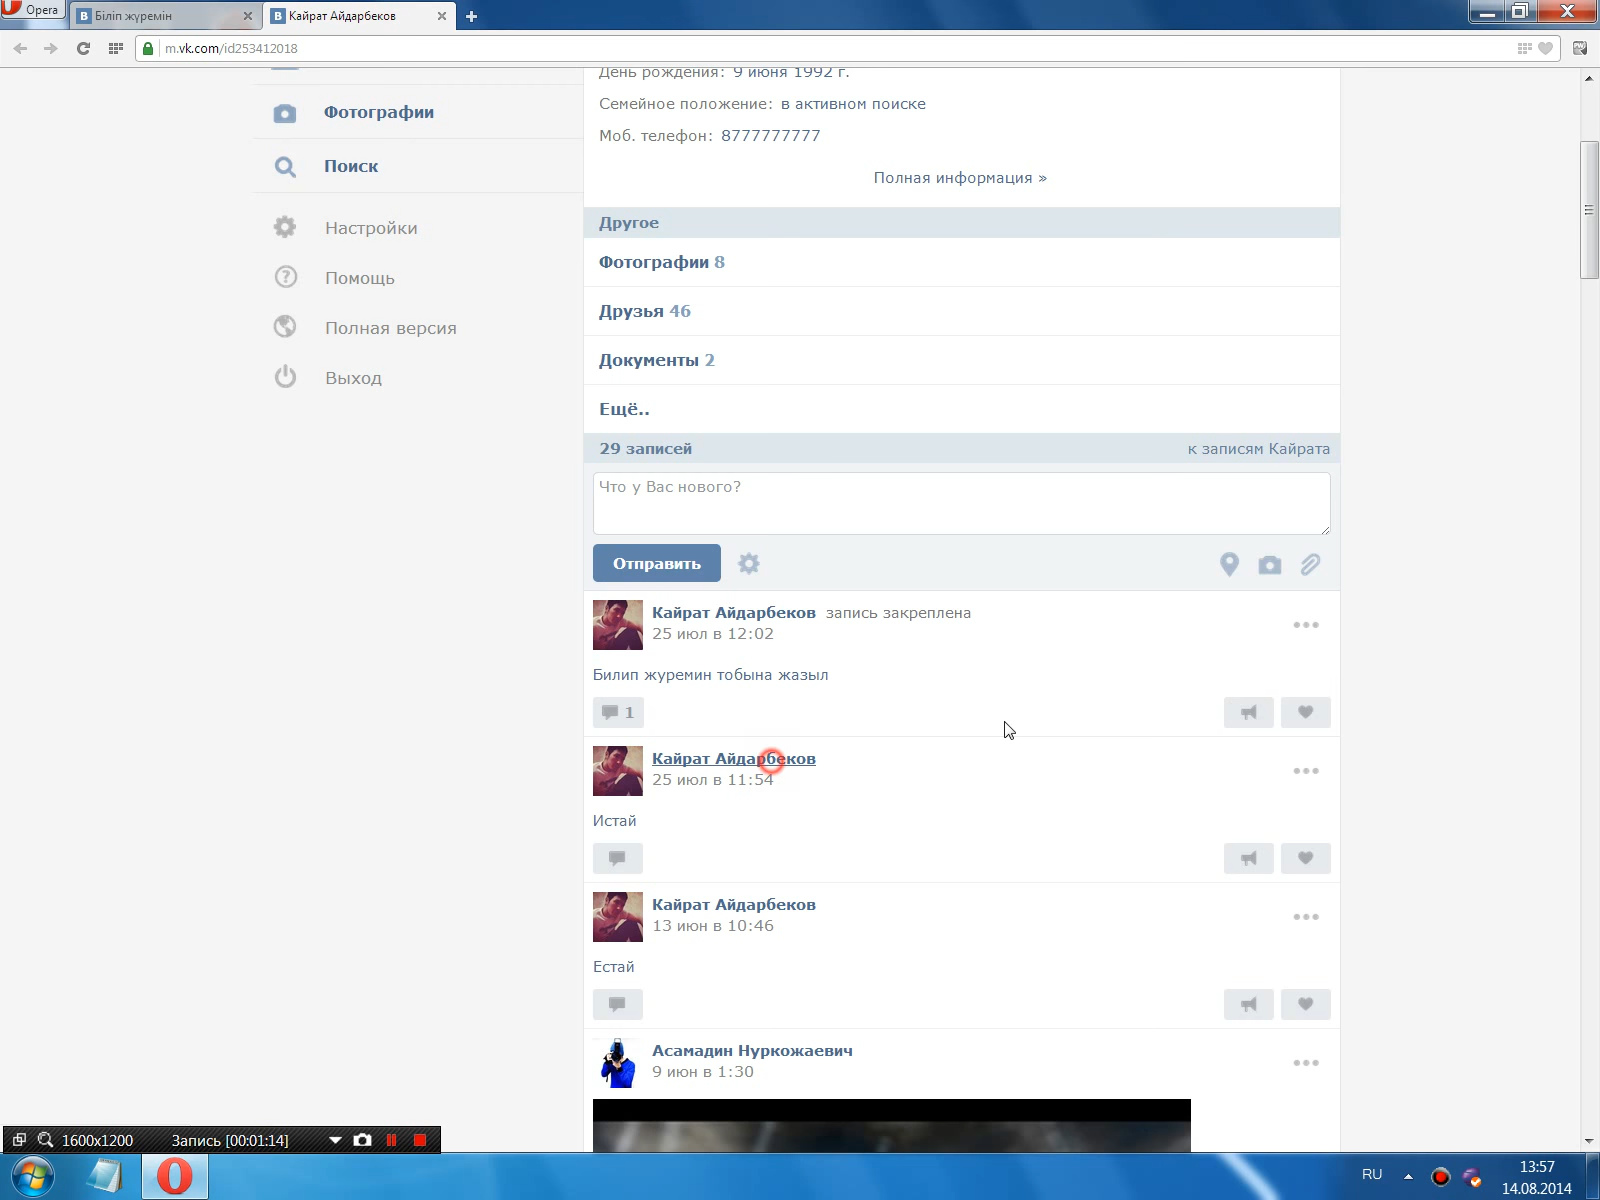 Opera
Біліп жүремін
Кайрат Айдарбеков
m.vk.com/id253412018
День рождения: 9 июня 1992 г.
Фотографии
Семейное положение: в активном поиске
Моб. телефон: 8777777777
Поиск
Полная информация »
Настройки
Другое
Фотографии 8
Помощь
Друзья 46
Полная версия
Документы 2
Выход
Ещё..
29 записей
к записям Кайрата
Что у Вас нового?
Отправить
Кайрат Айдарбеков запись закреплена
25 июл в 12:02
Билип журемин тобына жазыл
1
Кайрат Айдарбеков
25 июл в 11:54
Истай
Кайрат Айдарбеков
13 июн в 10:46
Естай
Асамадин Нуркожаевич
9 июн в 1:30
1600x1200 Запись [00:01:14]
RU
13:57
14.08.2014